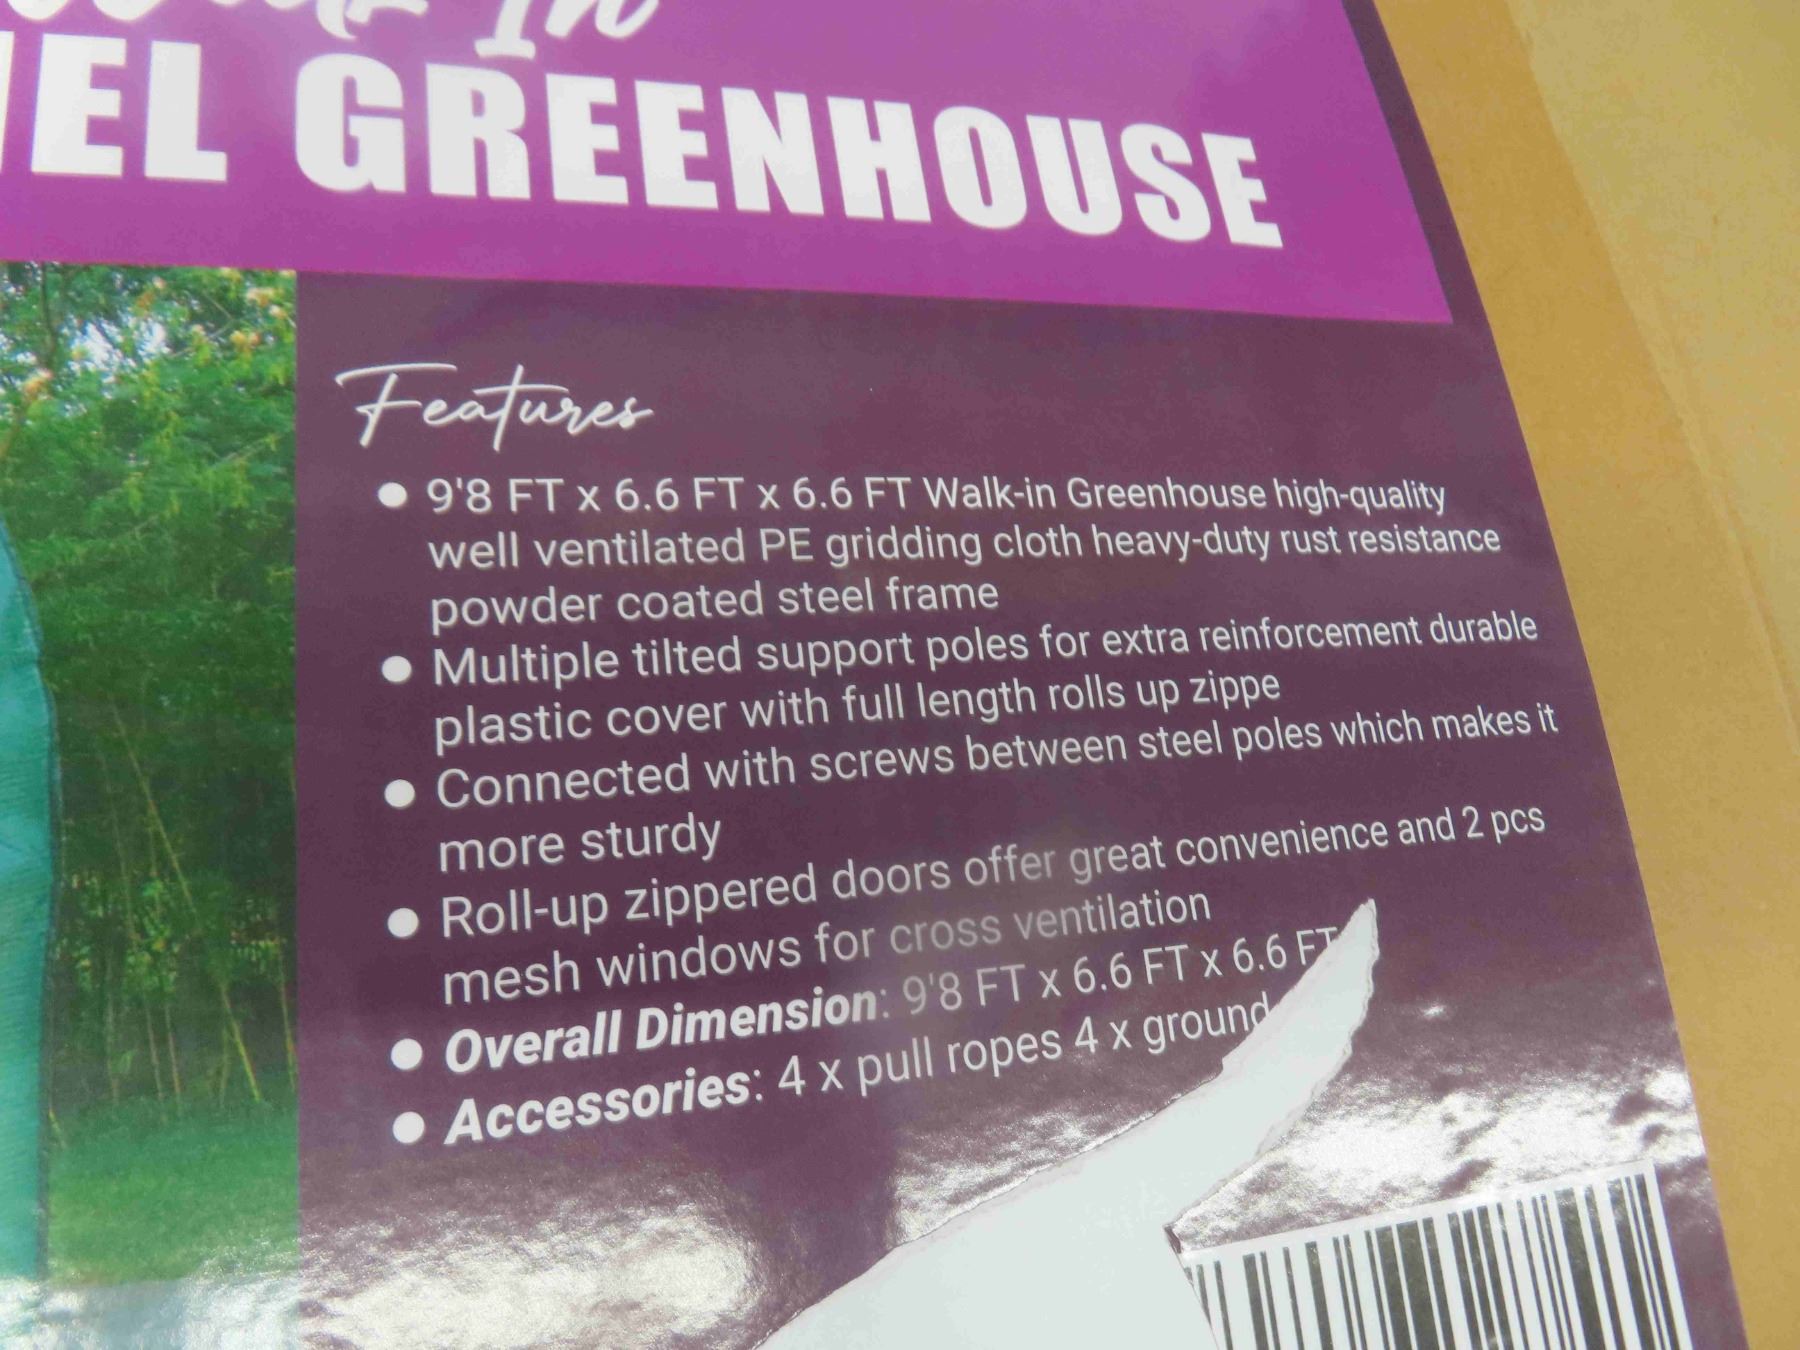 In
GREENHOUSE
Features
● 9'8 FT x 6.6 FT x 6.6 FT Walk-in Greenhouse high-quality
well ventilated PE gridding cloth heavy-duty rust resistance
powder coated steel frame
● Multiple tilted support poles for extra reinforcement durable
plastic cover with full length rolls up zippe
● Connected with screws between steel poles which makes it
more sturdy
● Roll-up zippered doors offer great convenience and 2 pcs
mesh windows for cross ventilation
● Overall Dimension: 9'8 FT x 6.6 FT x 6.6 FT
● Accessories: 4 x pull ropes 4 x ground